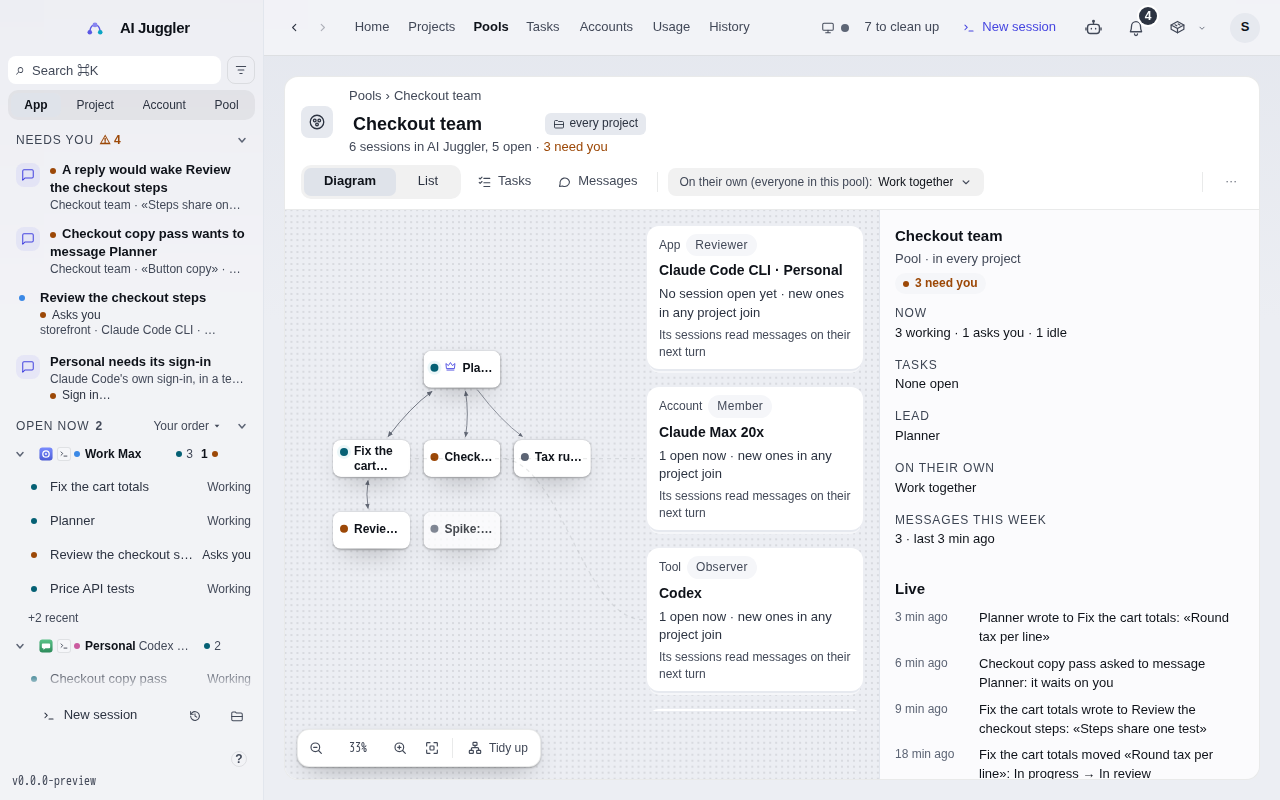 AI Juggler
Search ⌘K
App Project Account Pool
NEEDS YOU 4
A reply would wake Review
the checkout steps
Checkout team · «Steps share on…
Checkout copy pass wants to
message Planner
Checkout team · «Button copy» · …
Review the checkout steps
Asks you
storefront · Claude Code CLI · …
Personal needs its sign-in
Claude Code's own sign-in, in a te…
Sign in…
OPEN NOW 2 Your order
Work Max 3 1
Fix the cart totals Working
Planner Working
Review the checkout s… Asks you
Price API tests Working
+2 recent
Personal Codex … 2
Checkout copy pass Working
New session
?
v0.0.0-preview
Home Projects Pools Tasks Accounts Usage History
7 to clean up
New session
4
S
Pools › Checkout team
Checkout team every project
6 sessions in AI Juggler, 5 open · 3 need you
Diagram List Tasks Messages
On their own (everyone in this pool): Work together
…
Pla…
Fix the
cart…
Check…
Tax ru…
Revie…
Spike:…
App Reviewer
Claude Code CLI · Personal
No session open yet · new ones
in any project join
Its sessions read messages on their
next turn
Account Member
Claude Max 20x
1 open now · new ones in any
project join
Its sessions read messages on their
next turn
Tool Observer
Codex
1 open now · new ones in any
project join
Its sessions read messages on their
next turn
33% Tidy up
Checkout team
Pool · in every project
3 need you
NOW
3 working · 1 asks you · 1 idle
TASKS
None open
LEAD
Planner
ON THEIR OWN
Work together
MESSAGES THIS WEEK
3 · last 3 min ago
Live
3 min ago Planner wrote to Fix the cart totals: «Round
tax per line»
6 min ago Checkout copy pass asked to message
Planner: it waits on you
9 min ago Fix the cart totals wrote to Review the
checkout steps: «Steps share one test»
18 min ago Fix the cart totals moved «Round tax per
line»: In progress → In review